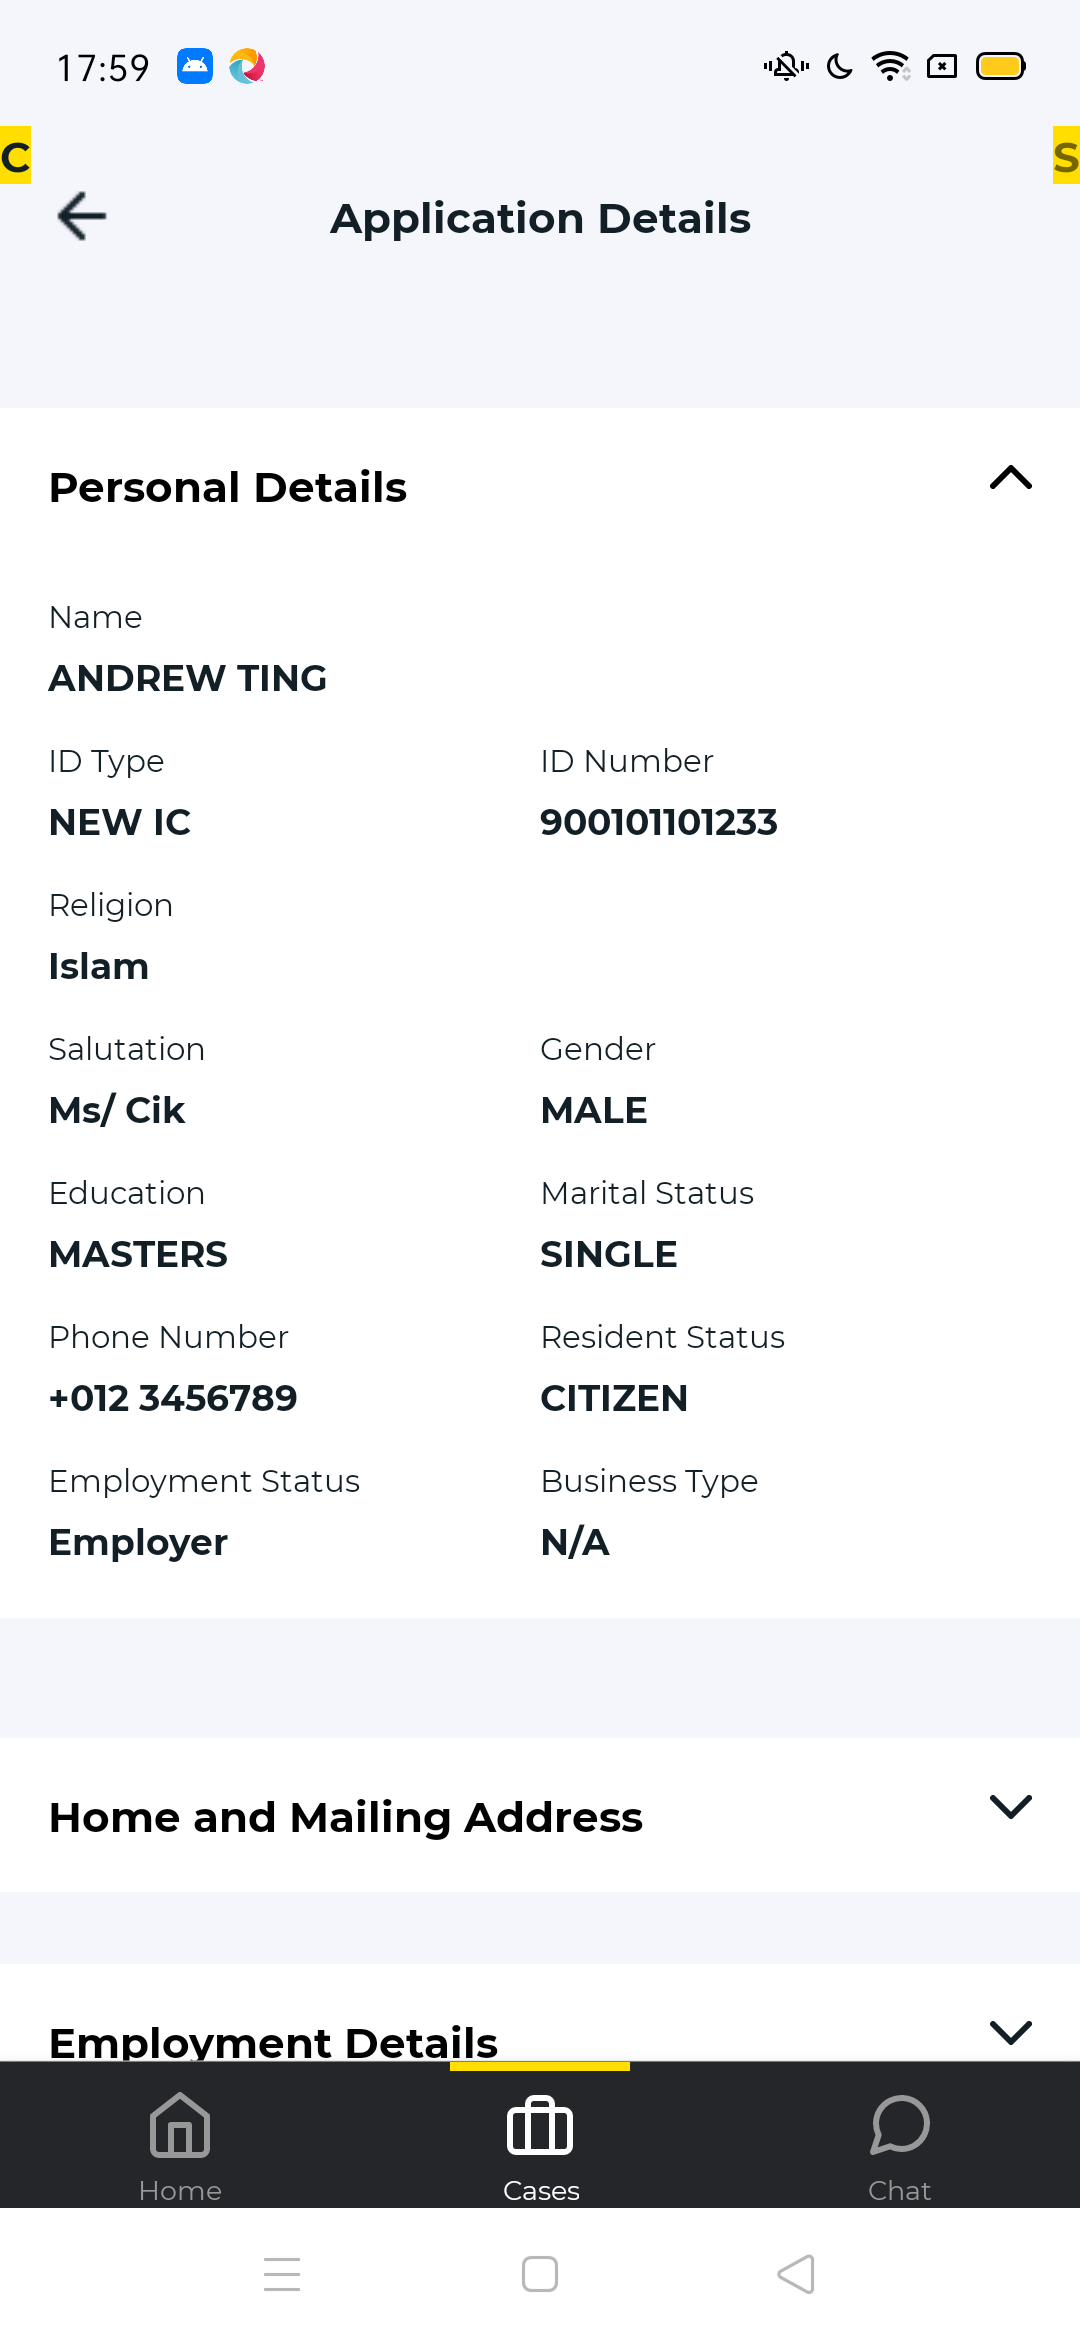 17:59
C
S
Application Details
Personal Details
Name
ANDREW TING
ID Type ID Number
NEW IC 900101101233
Religion
Islam
Salutation Gender
Ms/ Cik MALE
Education Marital Status
MASTERS SINGLE
Phone Number Resident Status
+012 3456789 CITIZEN
Employment Status Business Type
Employer N/A
Home and Mailing Address
Employment Details
Home Cases Chat